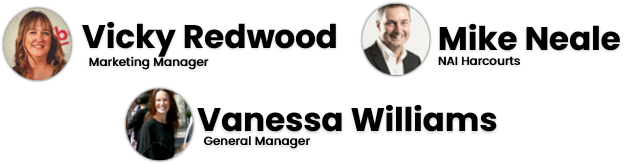 Vicky Redwood
Marketing Manager
Mike Neale
NAI Harcourts
Vanessa Williams
General Manager